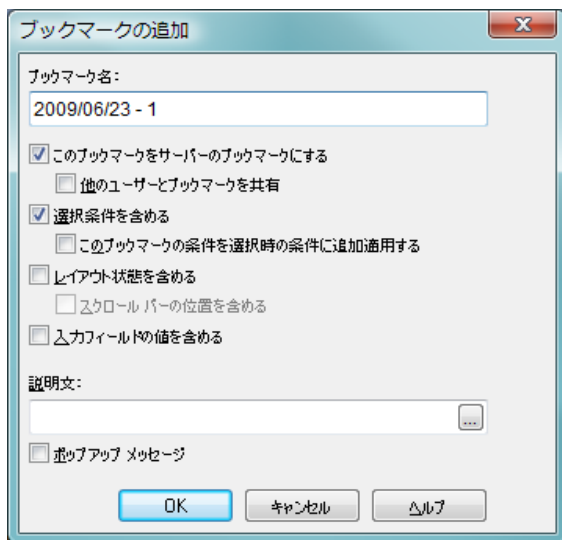 ブックマークの追加
ブックマーク名:
2009/06/23 - 1
このブックマークをサーバーのブックマークにする
他のユーザーとブックマークを共有
選択条件を含める
このブックマークの条件を選択時の条件に追加適用する
レイアウト状態を含める
スクロール バーの位置を含める
入力フィールドの値を含める
説明文:
...
ポップアップ メッセージ
OK キャンセル ヘルプ